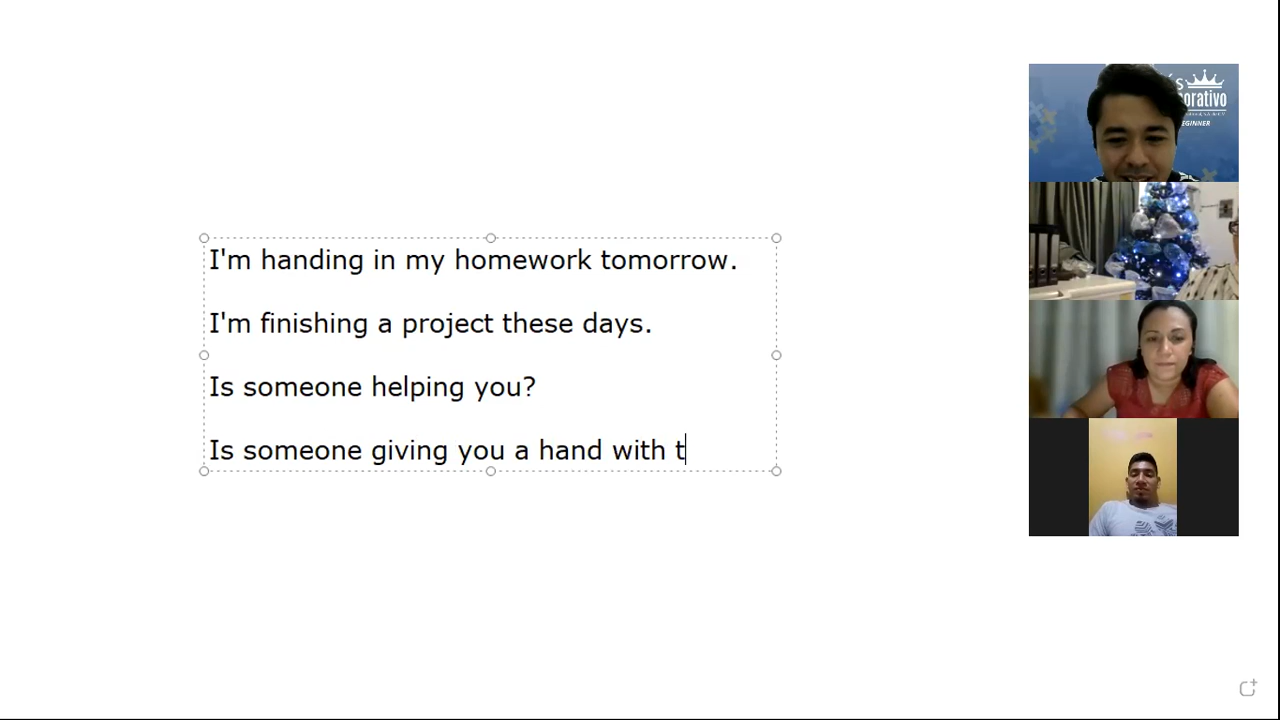 I'm handing in my homework tomorrow.
I'm finishing a project these days.
Is someone helping you?
Is someone giving you a hand with t